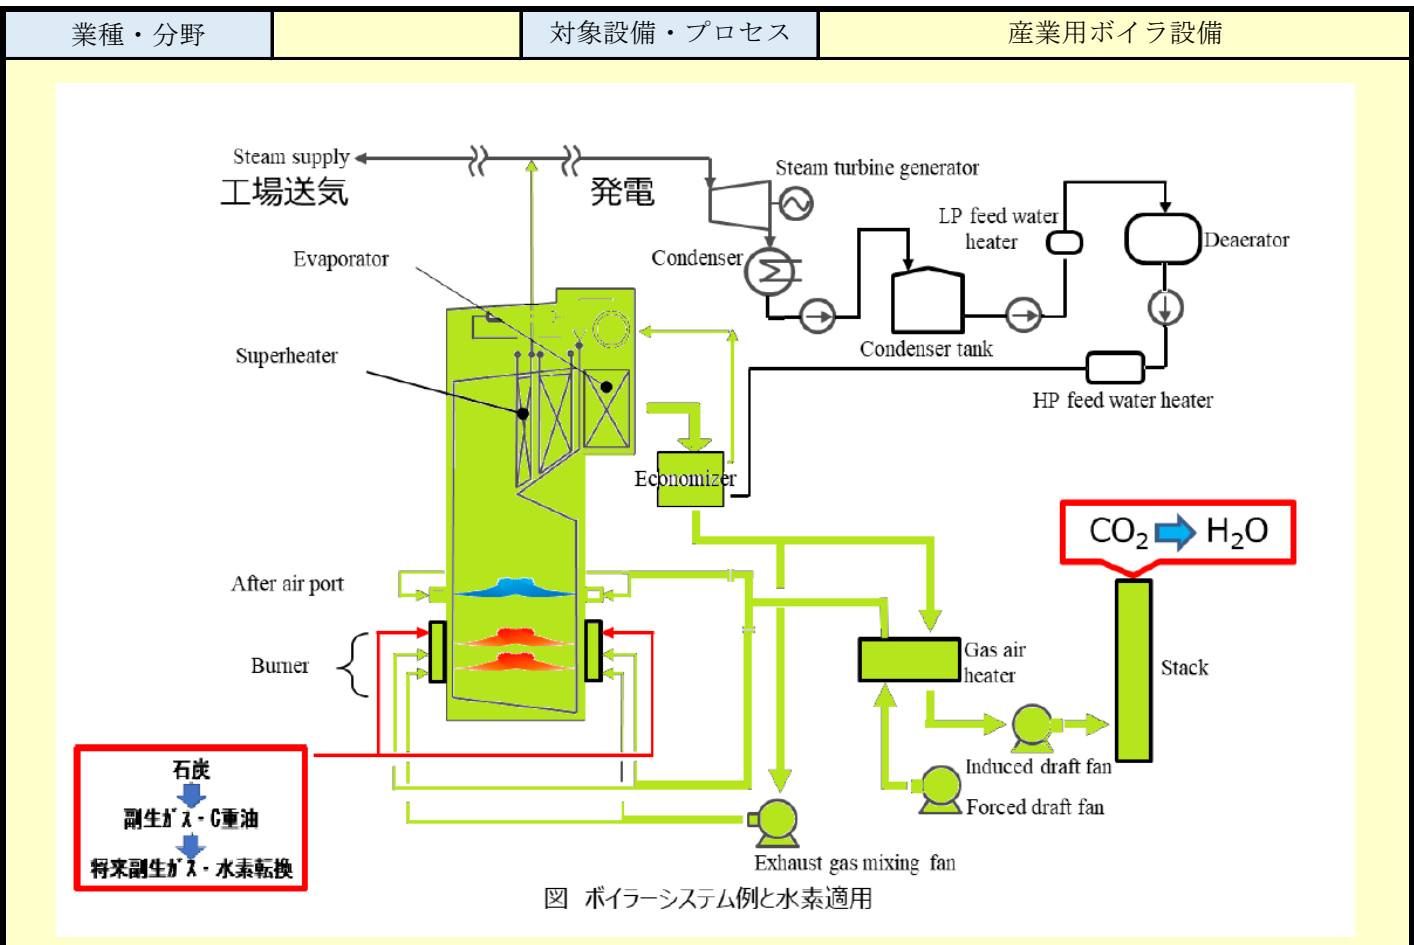 業種・分野
対象設備・プロセス
産業用ボイラ設備
Steam supply
工場送気
発電
Steam turbine generator
LP feed water
heater
Deaerator
Condenser
Evaporator
Condenser tank
Superheater
HP feed water heater
Economizer
CO₂ H₂O
After air port
Burner
Gas air
heater
Stack
石炭
副生ガス・C重油
将来副生ガス・水素転換
Induced draft fan
Forced draft fan
Exhaust gas mixing fan
図 ボイラーシステム例と水素適用